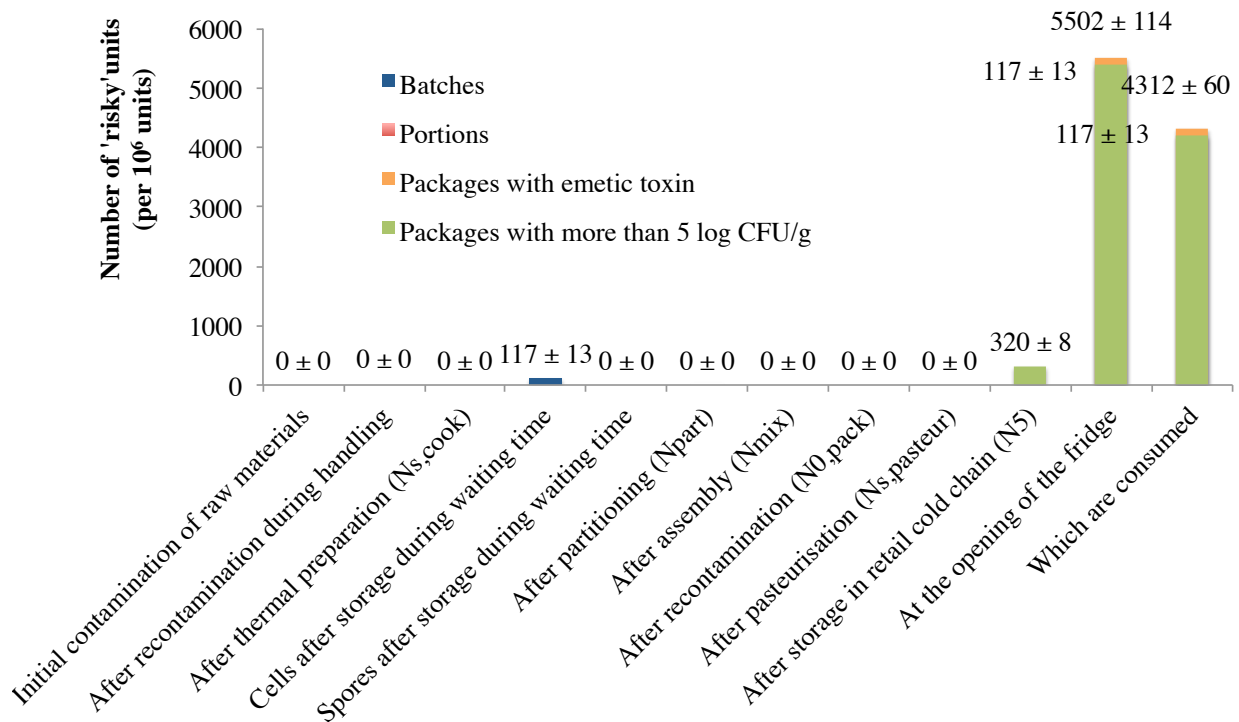 Number of 'risky'units
(per 10⁶ units)
6000
5000
4000
3000
2000
1000
0
Batches
Portions
Packages with emetic toxin
Packages with more than 5 log CFU/g
0 ± 0
0 ± 0
0 ± 0
117 ± 13
0 ± 0
0 ± 0
0 ± 0
0 ± 0
0 ± 0
320 ± 8
117 ± 13
5502 ± 114
117 ± 13
4312 ± 60
Initial contamination of raw materials
After recontamination during handling
After thermal preparation (Ns,cook)
Cells after storage during waiting time
Spores after storage during waiting time
After partitioning (Npart)
After assembly (Nmix)
After recontamination (N0,pack)
After pasteurisation (Ns,pasteur)
After storage in retail cold chain (N5)
At the opening of the fridge
Which are consumed